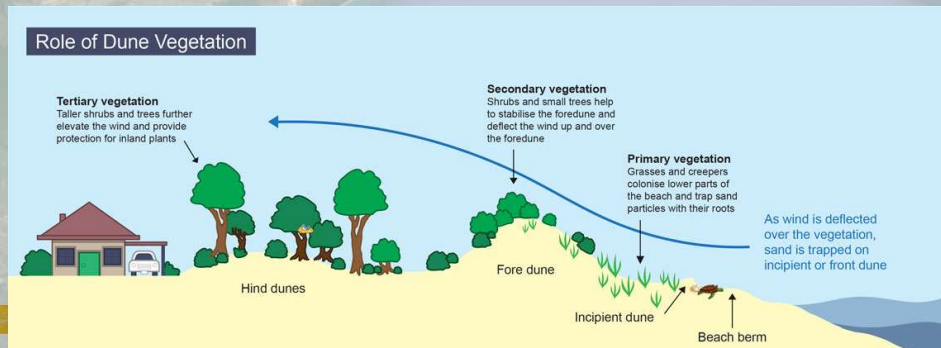 Role of Dune Vegetation
Tertiary vegetation
Taller shrubs and trees further
elevate the wind and provide
protection for inland plants
Secondary vegetation
Shrubs and small trees help
to stabilise the foredune and
deflect the wind up and over
the foredune
Primary vegetation
Grasses and creepers
colonise lower parts of
the beach and trap sand
particles with their roots
As wind is deflected
over the vegetation,
sand is trapped on
incipient or front dune
Hind dunes
Fore dune
Incipient dune
Beach berm